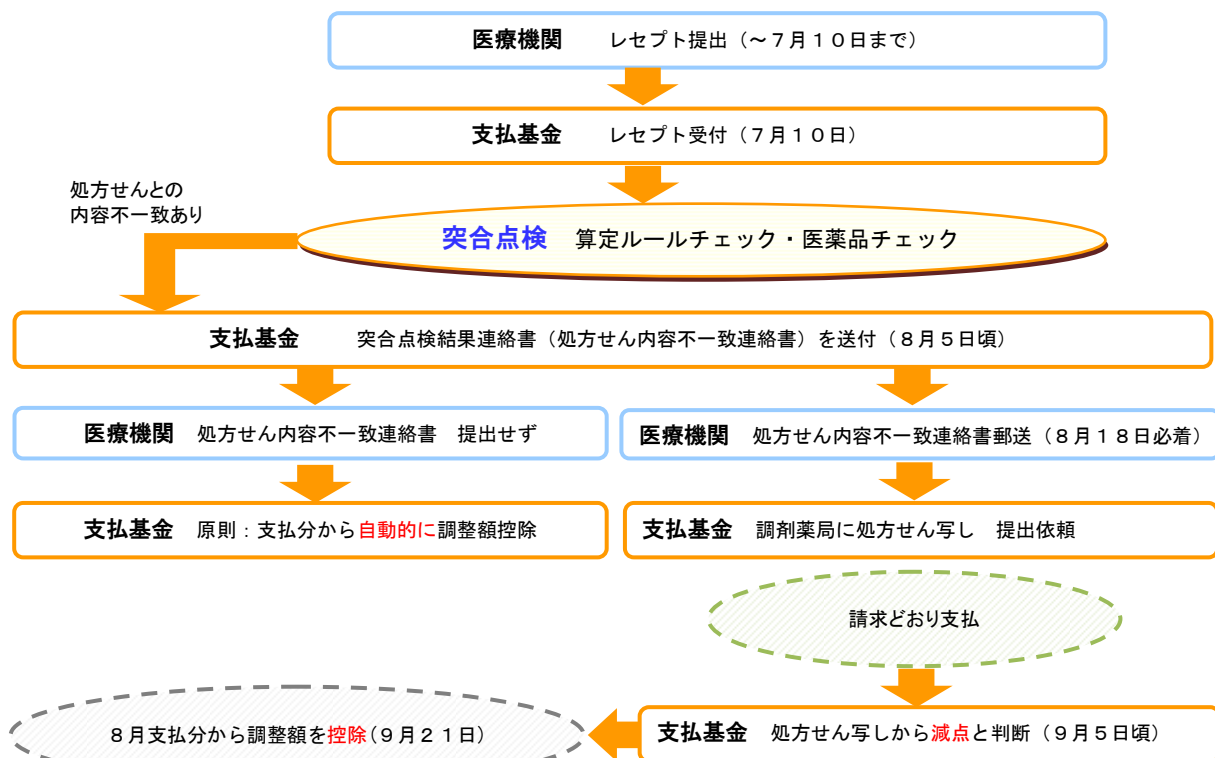 医療機関　レセプト提出（～７月１０日まで）
支払基金　レセプト受付（７月１０日）
処方せんとの
内容不一致あり
突合点検　算定ルールチェック・医薬品チェック
支払基金　突合点検結果連絡書（処方せん内容不一致連絡書）を送付（８月５日頃）
医療機関　処方せん内容不一致連絡書　提出せず
医療機関　処方せん内容不一致連絡書郵送（８月１８日必着）
支払基金　原則：支払分から自動的に調整額控除
支払基金　調剤薬局に処方せん写し　提出依頼
請求どおり支払
８月支払分から調整額を控除（９月２１日）
支払基金　処方せん写しから減点と判断（９月５日頃）